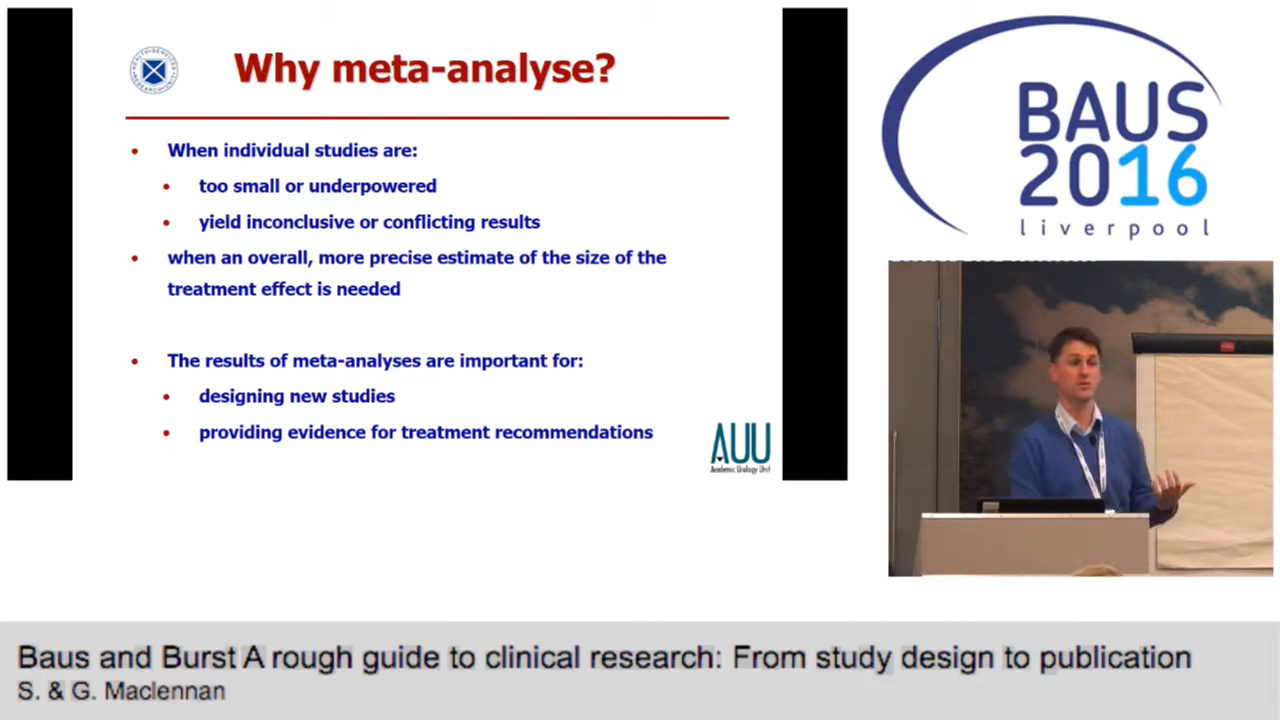 Why meta-analyse?
• When individual studies are:
• too small or underpowered
• yield inconclusive or conflicting results
• when an overall, more precise estimate of the size of the
treatment effect is needed
• The results of meta-analyses are important for:
• designing new studies
• providing evidence for treatment recommendations
AUU
Academic Urology Unit
BAUS
2016
liverpool
Baus and Burst A rough guide to clinical research: From study design to publication
S. & G. Maclennan